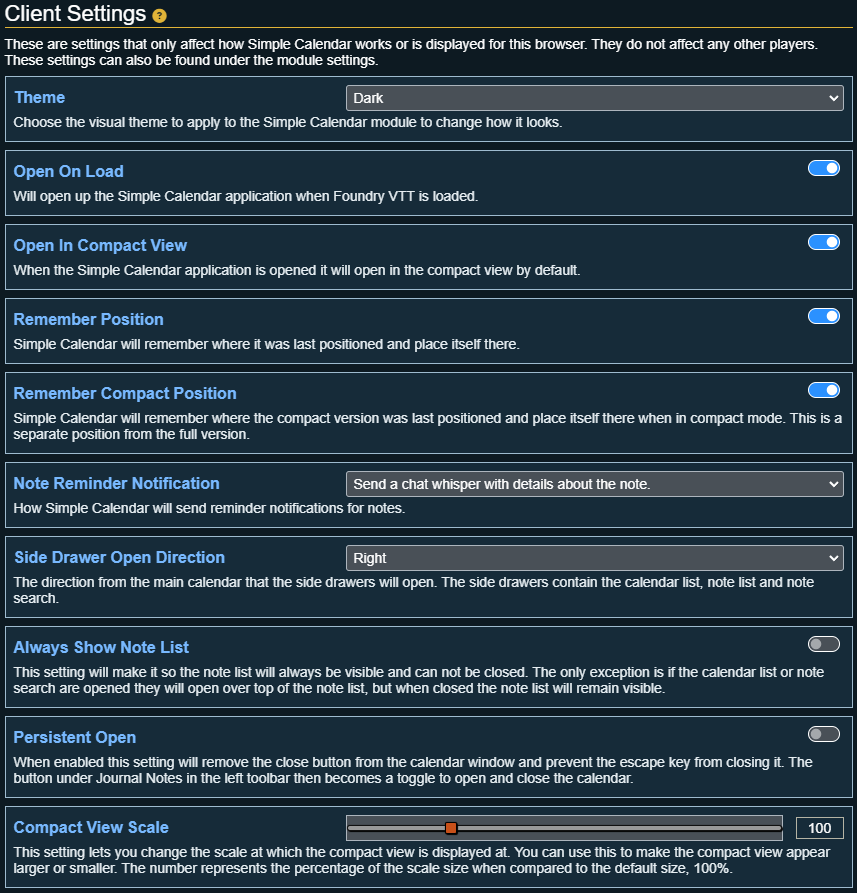 Client Settings ?
These are settings that only affect how Simple Calendar works or is displayed for this browser. They do not affect any other players.
These settings can also be found under the module settings.
Theme
Dark
Choose the visual theme to apply to the Simple Calendar module to change how it looks.
Open On Load
Will open up the Simple Calendar application when Foundry VTT is loaded.
Open In Compact View
When the Simple Calendar application is opened it will open in the compact view by default.
Remember Position
Simple Calendar will remember where it was last positioned and place itself there.
Remember Compact Position
Simple Calendar will remember where the compact version was last positioned and place itself there when in compact mode. This is a
separate position from the full version.
Note Reminder Notification
Send a chat whisper with details about the note.
How Simple Calendar will send reminder notifications for notes.
Side Drawer Open Direction
Right
The direction from the main calendar that the side drawers will open. The side drawers contain the calendar list, note list and note
search.
Always Show Note List
This setting will make it so the note list will always be visible and can not be closed. The only exception is if the calendar list or note
search are opened they will open over top of the note list, but when closed the note list will remain visible.
Persistent Open
When enabled this setting will remove the close button from the calendar window and prevent the escape key from closing it. The
button under Journal Notes in the left toolbar then becomes a toggle to open and close the calendar.
Compact View Scale
100
This setting lets you change the scale at which the compact view is displayed at. You can use this to make the compact view appear
larger or smaller. The number represents the percentage of the scale size when compared to the default size, 100%.